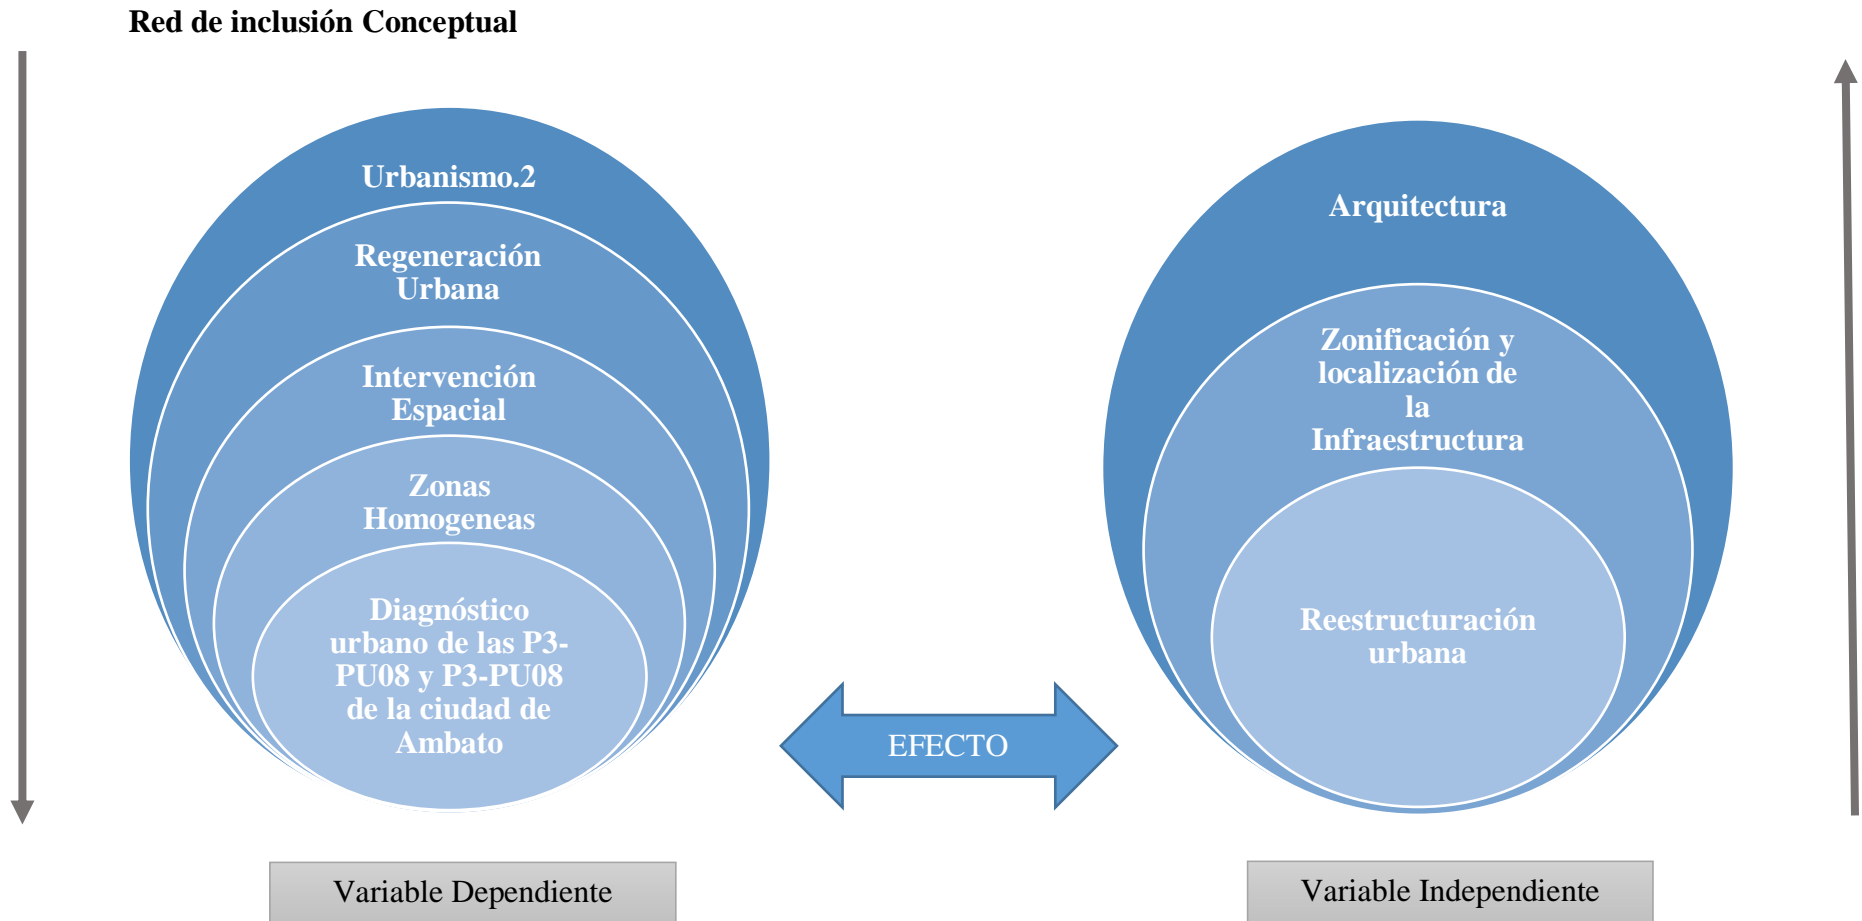 Red de inclusión Conceptual
Urbanismo.2
Regeneración
Urbana
Intervención
Espacial
Zonas
Homogeneas
Diagnóstico
urbano de las P3-
PU08 y P3-PU08
de la ciudad de
Ambato
Arquitectura
Zonificación y
localización de
la
Infraestructura
Reestructuración
urbana
EFECTO
Variable Dependiente
Variable Independiente